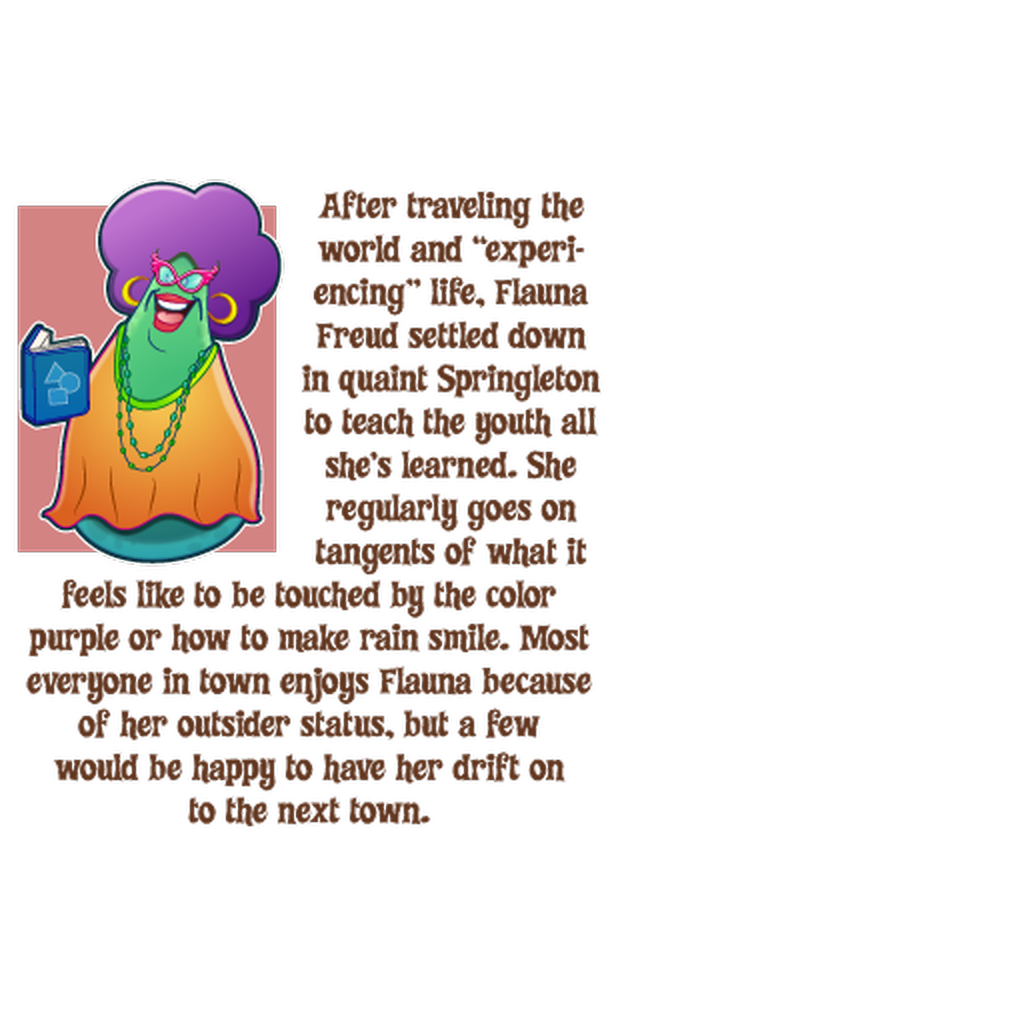 After traveling the
world and “experi-
encing” life, Flauna
Freud settled down
in quaint Springleton
to teach the youth all
she’s learned. She
regularly goes on
tangents of what it
feels like to be touched by the color
purple or how to make rain smile. Most
everyone in town enjoys Flauna because
of her outsider status, but a few
would be happy to have her drift on
to the next town.